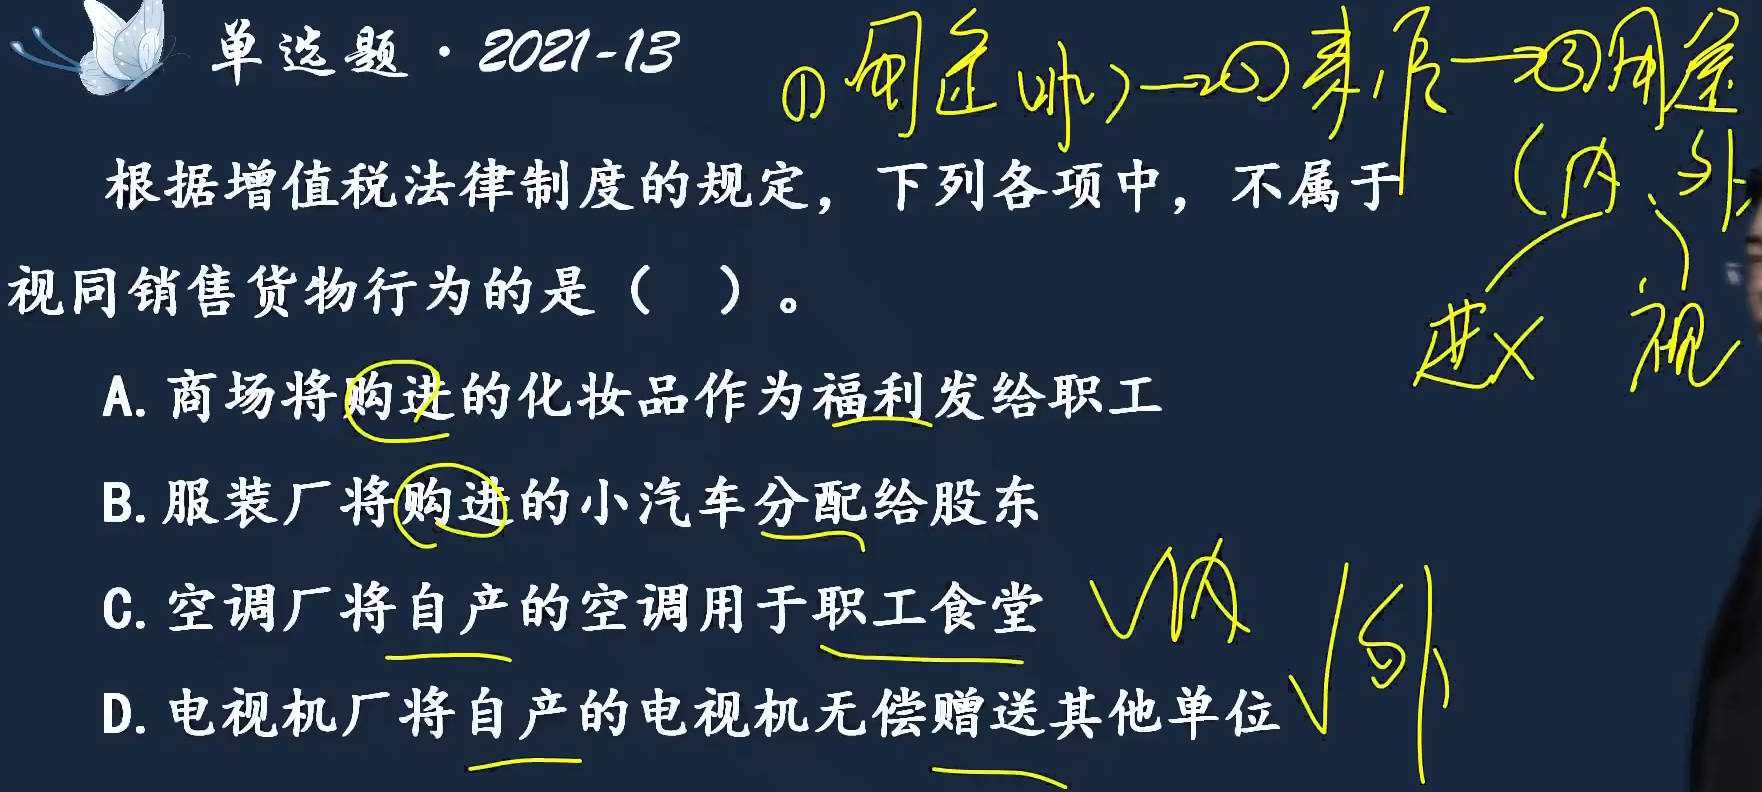 单选题·2021-13
①用途(非)→②来源→③用途
(内、外)
进× 视
根据增值税法律制度的规定，下列各项中，不属于
视同销售货物行为的是（ ）。
A.商场将购进的化妆品作为福利发给职工
B.服装厂将购进的小汽车分配给股东
C.空调厂将自产的空调用于职工食堂 √内
D.电视机厂将自产的电视机无偿赠送其他单位 √外